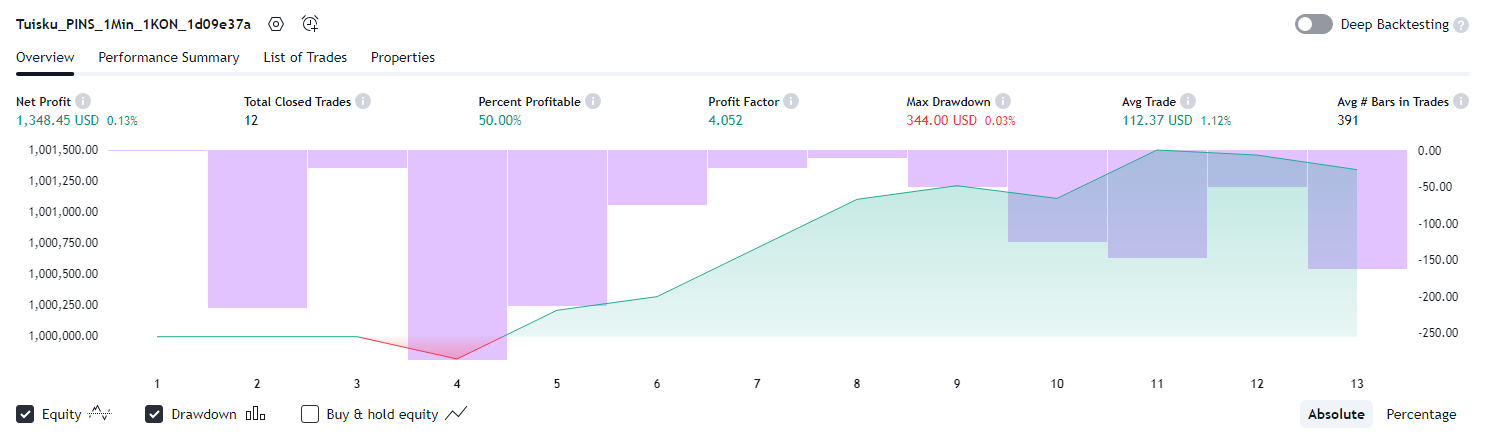 Tuisku_PINS_1Min_1KON_1d09e37a Deep Backtesting ?
Overview Performance Summary List of Trades Properties
Net Profit Total Closed Trades Percent Profitable Profit Factor Max Drawdown Avg Trade Avg # Bars in Trades
1,348.45 USD 0.13% 12 50.00% 4.052 344.00 USD 0.03% 112.37 USD 1.12% 391
1,001,500.00 0.00
1,001,250.00 -50.00
1,001,000.00 -100.00
1,000,750.00 -150.00
1,000,500.00 -200.00
1,000,250.00 -250.00
1,000,000.00
1 2 3 4 5 6 7 8 9 10 11 12 13
Equity Drawdown Buy & hold equity Absolute Percentage